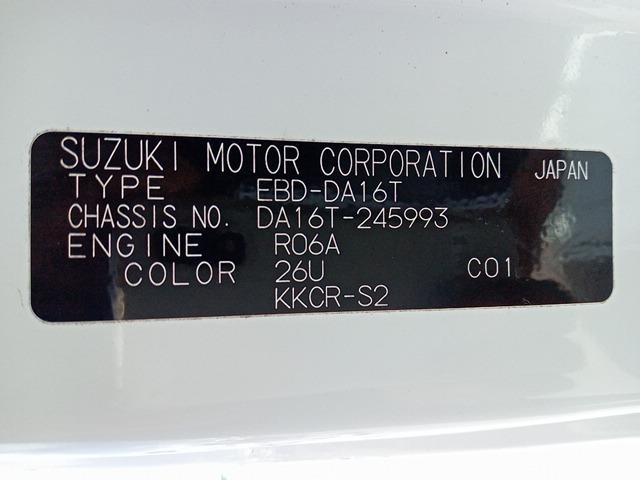 SUZUKI MOTOR CORPORATION JAPAN
TYPE EBD-DA16T
CHASSIS NO. DA16T-245993
ENGINE R06A
COLOR 26U C01
KKCR-S2